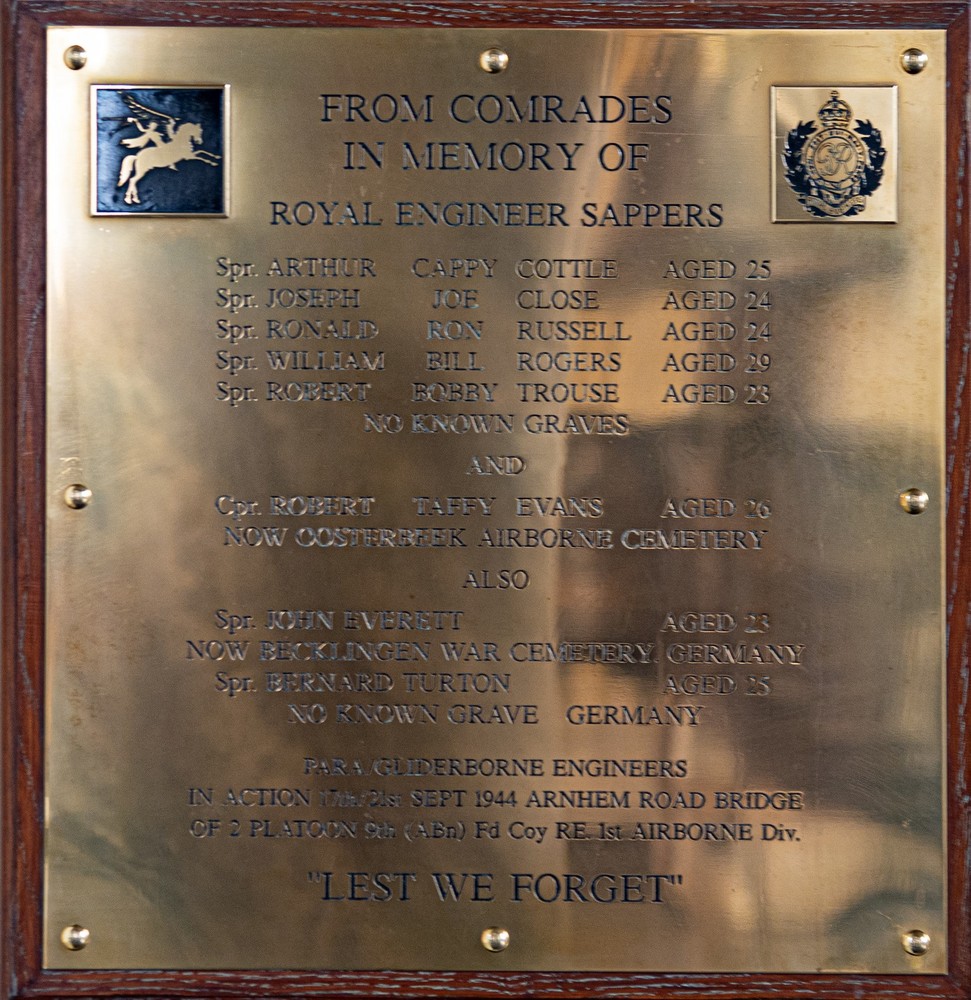 FROM COMRADES
IN MEMORY OF
ROYAL ENGINEER SAPPERS
Spr. ARTHUR CAPPY COTTLE AGED 25
Spr. JOSEPH JOE CLOSE AGED 24
Spr. RONALD RON RUSSELL AGED 24
Spr. WILLIAM BILL ROGERS AGED 29
Spr. ROBERT BOBBY TROUSE AGED 23
NO KNOWN GRAVES
AND
Cpr. ROBERT TAFFY EVANS AGED 26
NOW OOSTERBEEK AIRBORNE CEMETERY
ALSO
Spr. JOHN EVERETT AGED 23
NOW BECKLINGEN WAR CEMETERY GERMANY
Spr. BERNARD TURTON AGED 25
NO KNOWN GRAVE GERMANY
PARA/GLIDERBORNE ENGINEERS
IN ACTION 17th/21st SEPT 1944 ARNHEM ROAD BRIDGE
OF 2 PLATOON 9th (ABn) Fd Coy RE. 1st AIRBORNE Div.
"LEST WE FORGET"